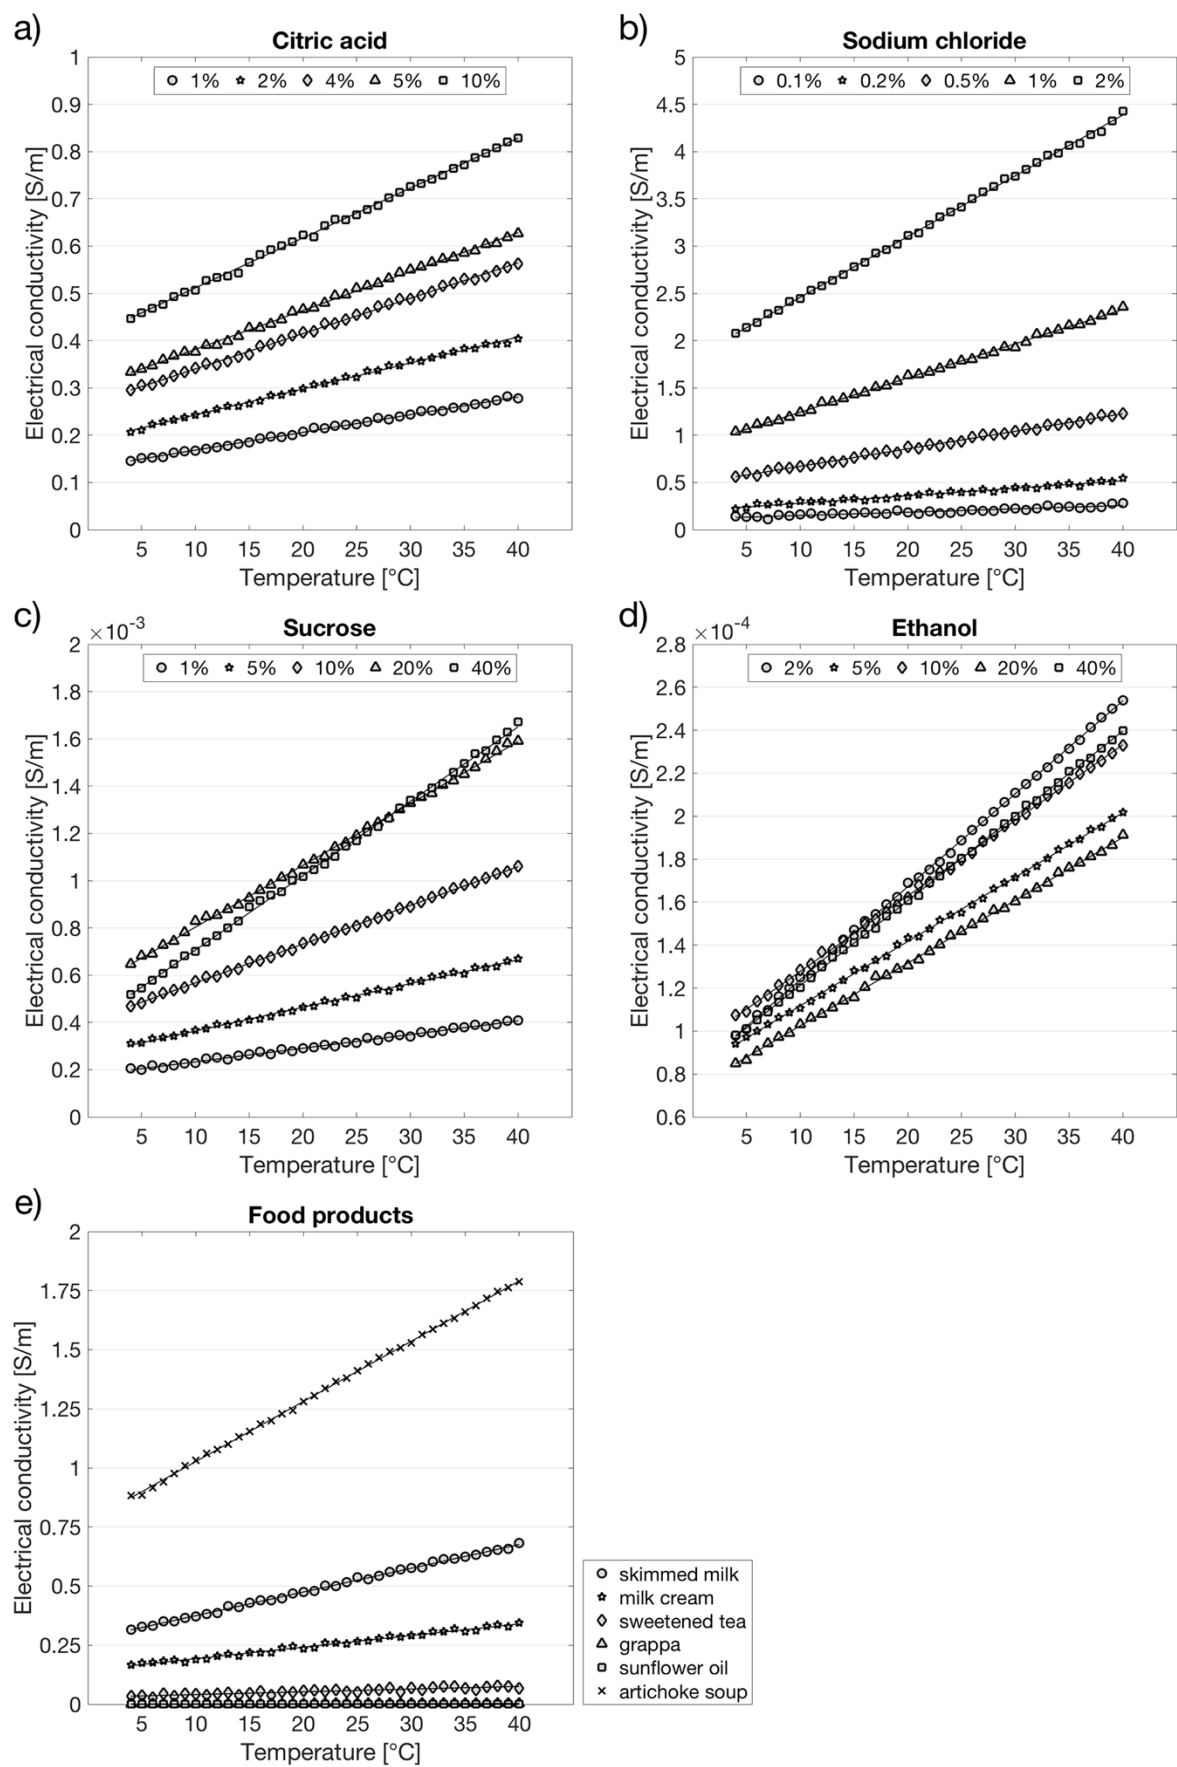 a)
Citric acid
1% 2% 4% 5% 10%
1
0.9
0.8
0.7
0.6
0.5
0.4
0.3
0.2
0.1
0
Electrical conductivity [S/m]
5 10 15 20 25 30 35 40
Temperature [°C]
b)
Sodium chloride
0.1% 0.2% 0.5% 1% 2%
5
4.5
4
3.5
3
2.5
2
1.5
1
0.5
0
Electrical conductivity [S/m]
5 10 15 20 25 30 35 40
Temperature [°C]
c)
Sucrose
×10-3
1% 5% 10% 20% 40%
2
1.8
1.6
1.4
1.2
1
0.8
0.6
0.4
0.2
0
Electrical conductivity [S/m]
5 10 15 20 25 30 35 40
Temperature [°C]
d)
Ethanol
×10-4
2% 5% 10% 20% 40%
2.8
2.6
2.4
2.2
2
1.8
1.6
1.4
1.2
1
0.8
0.6
Electrical conductivity [S/m]
5 10 15 20 25 30 35 40
Temperature [°C]
e)
Food products
2
1.75
1.5
1.25
1
0.75
0.5
0.25
0
Electrical conductivity [S/m]
5 10 15 20 25 30 35 40
Temperature [°C]
skimmed milk
milk cream
sweetened tea
grappa
sunflower oil
artichoke soup